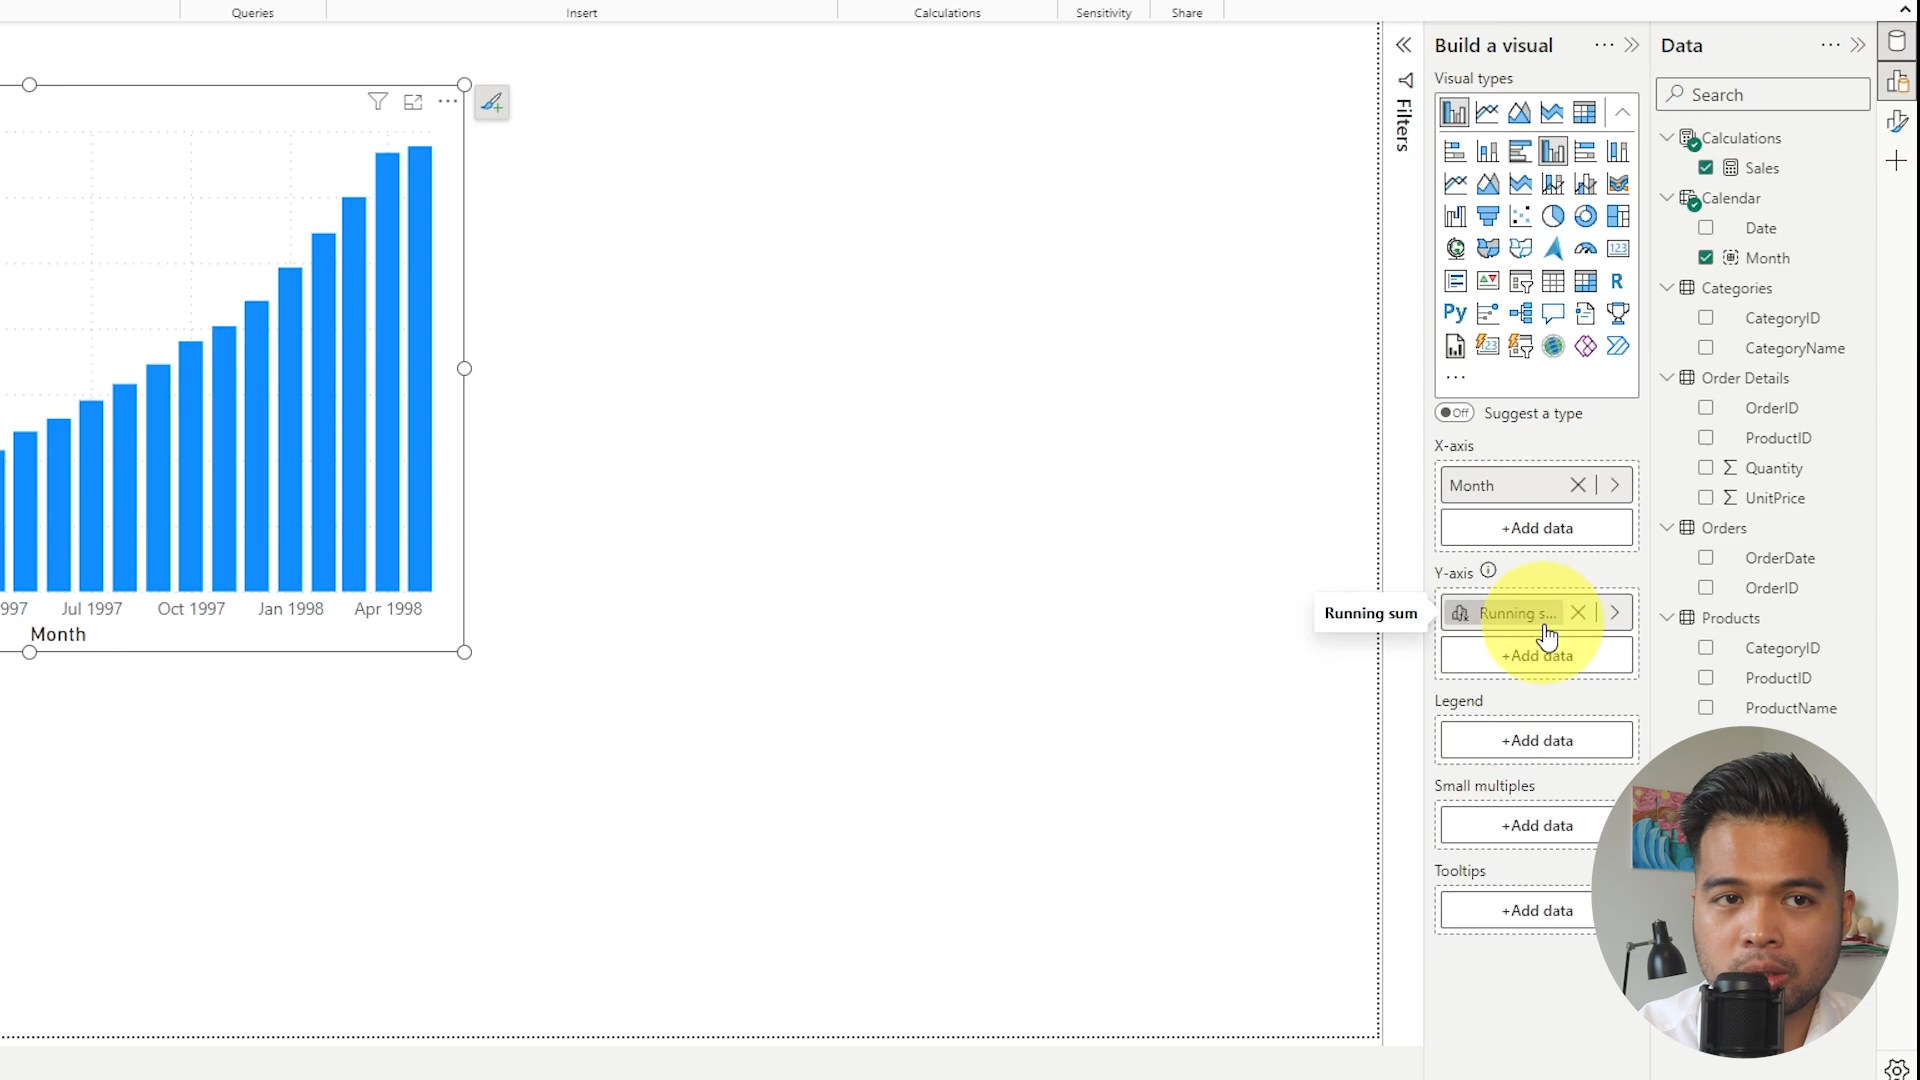 Queries
Insert
Calculations
Sensitivity
Share
997
Jul 1997
Oct 1997
Jan 1998
Apr 1998
Month
Filters
Build a visual
Visual types
123
R
Py
123
Off
Suggest a type
X-axis
Month
+Add data
Y-axis
Running sum
Running s...
+Add data
Legend
+Add data
Small multiples
+Add data
Tooltips
+Add data
Data
Search
Calculations
Sales
Calendar
Date
Month
Categories
CategoryID
CategoryName
Order Details
OrderID
ProductID
Quantity
UnitPrice
Orders
OrderDate
OrderID
Products
CategoryID
ProductID
ProductName